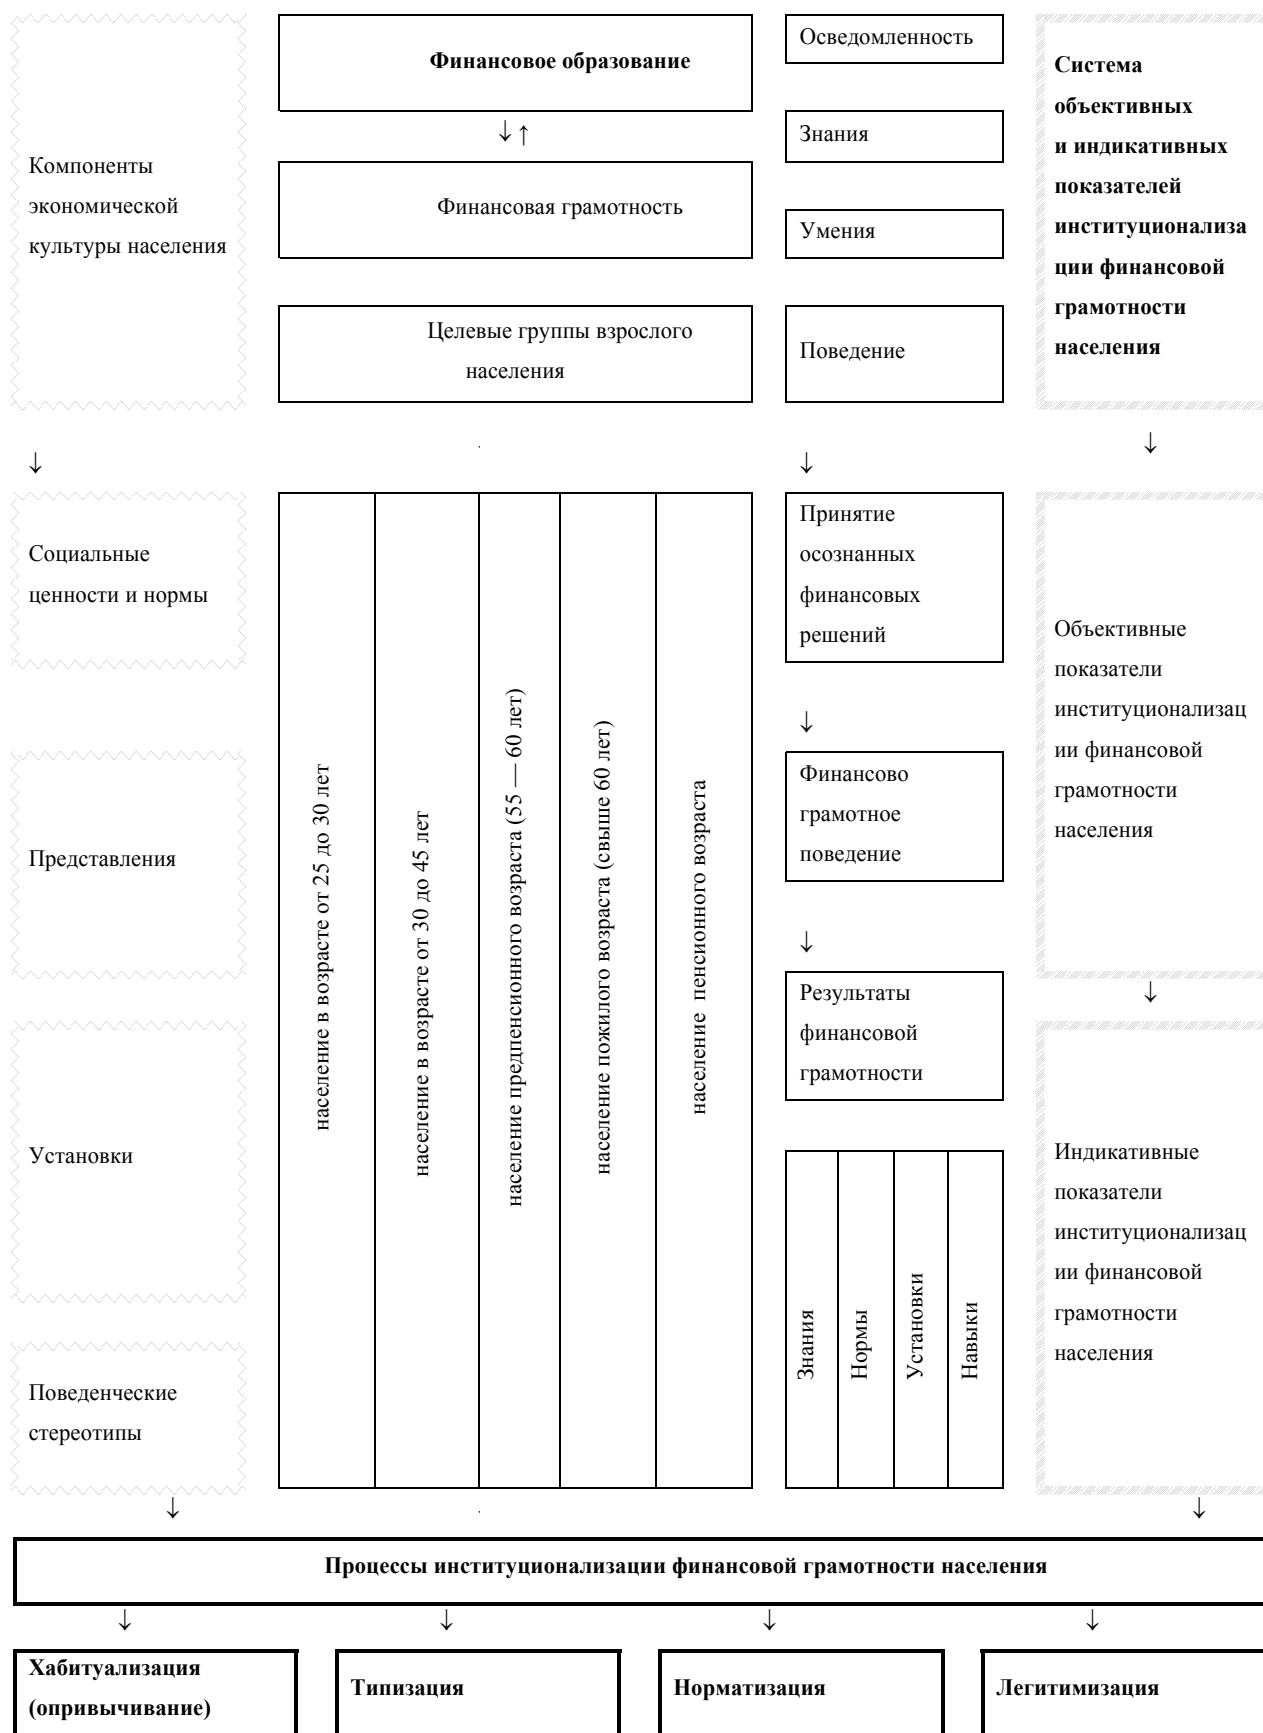 Компоненты
экономической
культуры населения
Финансовое образование
↓↑
Финансовая грамотность
Целевые группы взрослого
населения
Осведомленность
Знания
Умения
Поведение
Система
объективных
и индикативных
показателей
институционализа
ции финансовой
грамотности
населения
↓
↓
↓
Социальные
ценности и нормы
Представления
Установки
Поведенческие
стереотипы
население в возрасте от 25 до 30 лет
население в возрасте от 30 до 45 лет
население предпенсионного возраста (55 — 60 лет)
население пожилого возраста (свыше 60 лет)
население пенсионного возраста
Принятие
осознанных
финансовых
решений
↓
Финансово
грамотное
поведение
↓
Результаты
финансовой
грамотности
Знания
Нормы
Установки
Навыки
Объективные
показатели
институционализац
ии финансовой
грамотности
населения
↓
Индикативные
показатели
институционализац
ии финансовой
грамотности
населения
↓
↓
Процессы институционализации финансовой грамотности населения
↓
↓
↓
↓
Хабитуализация
(опривычивание)
Типизация
Норматизация
Легитимизация